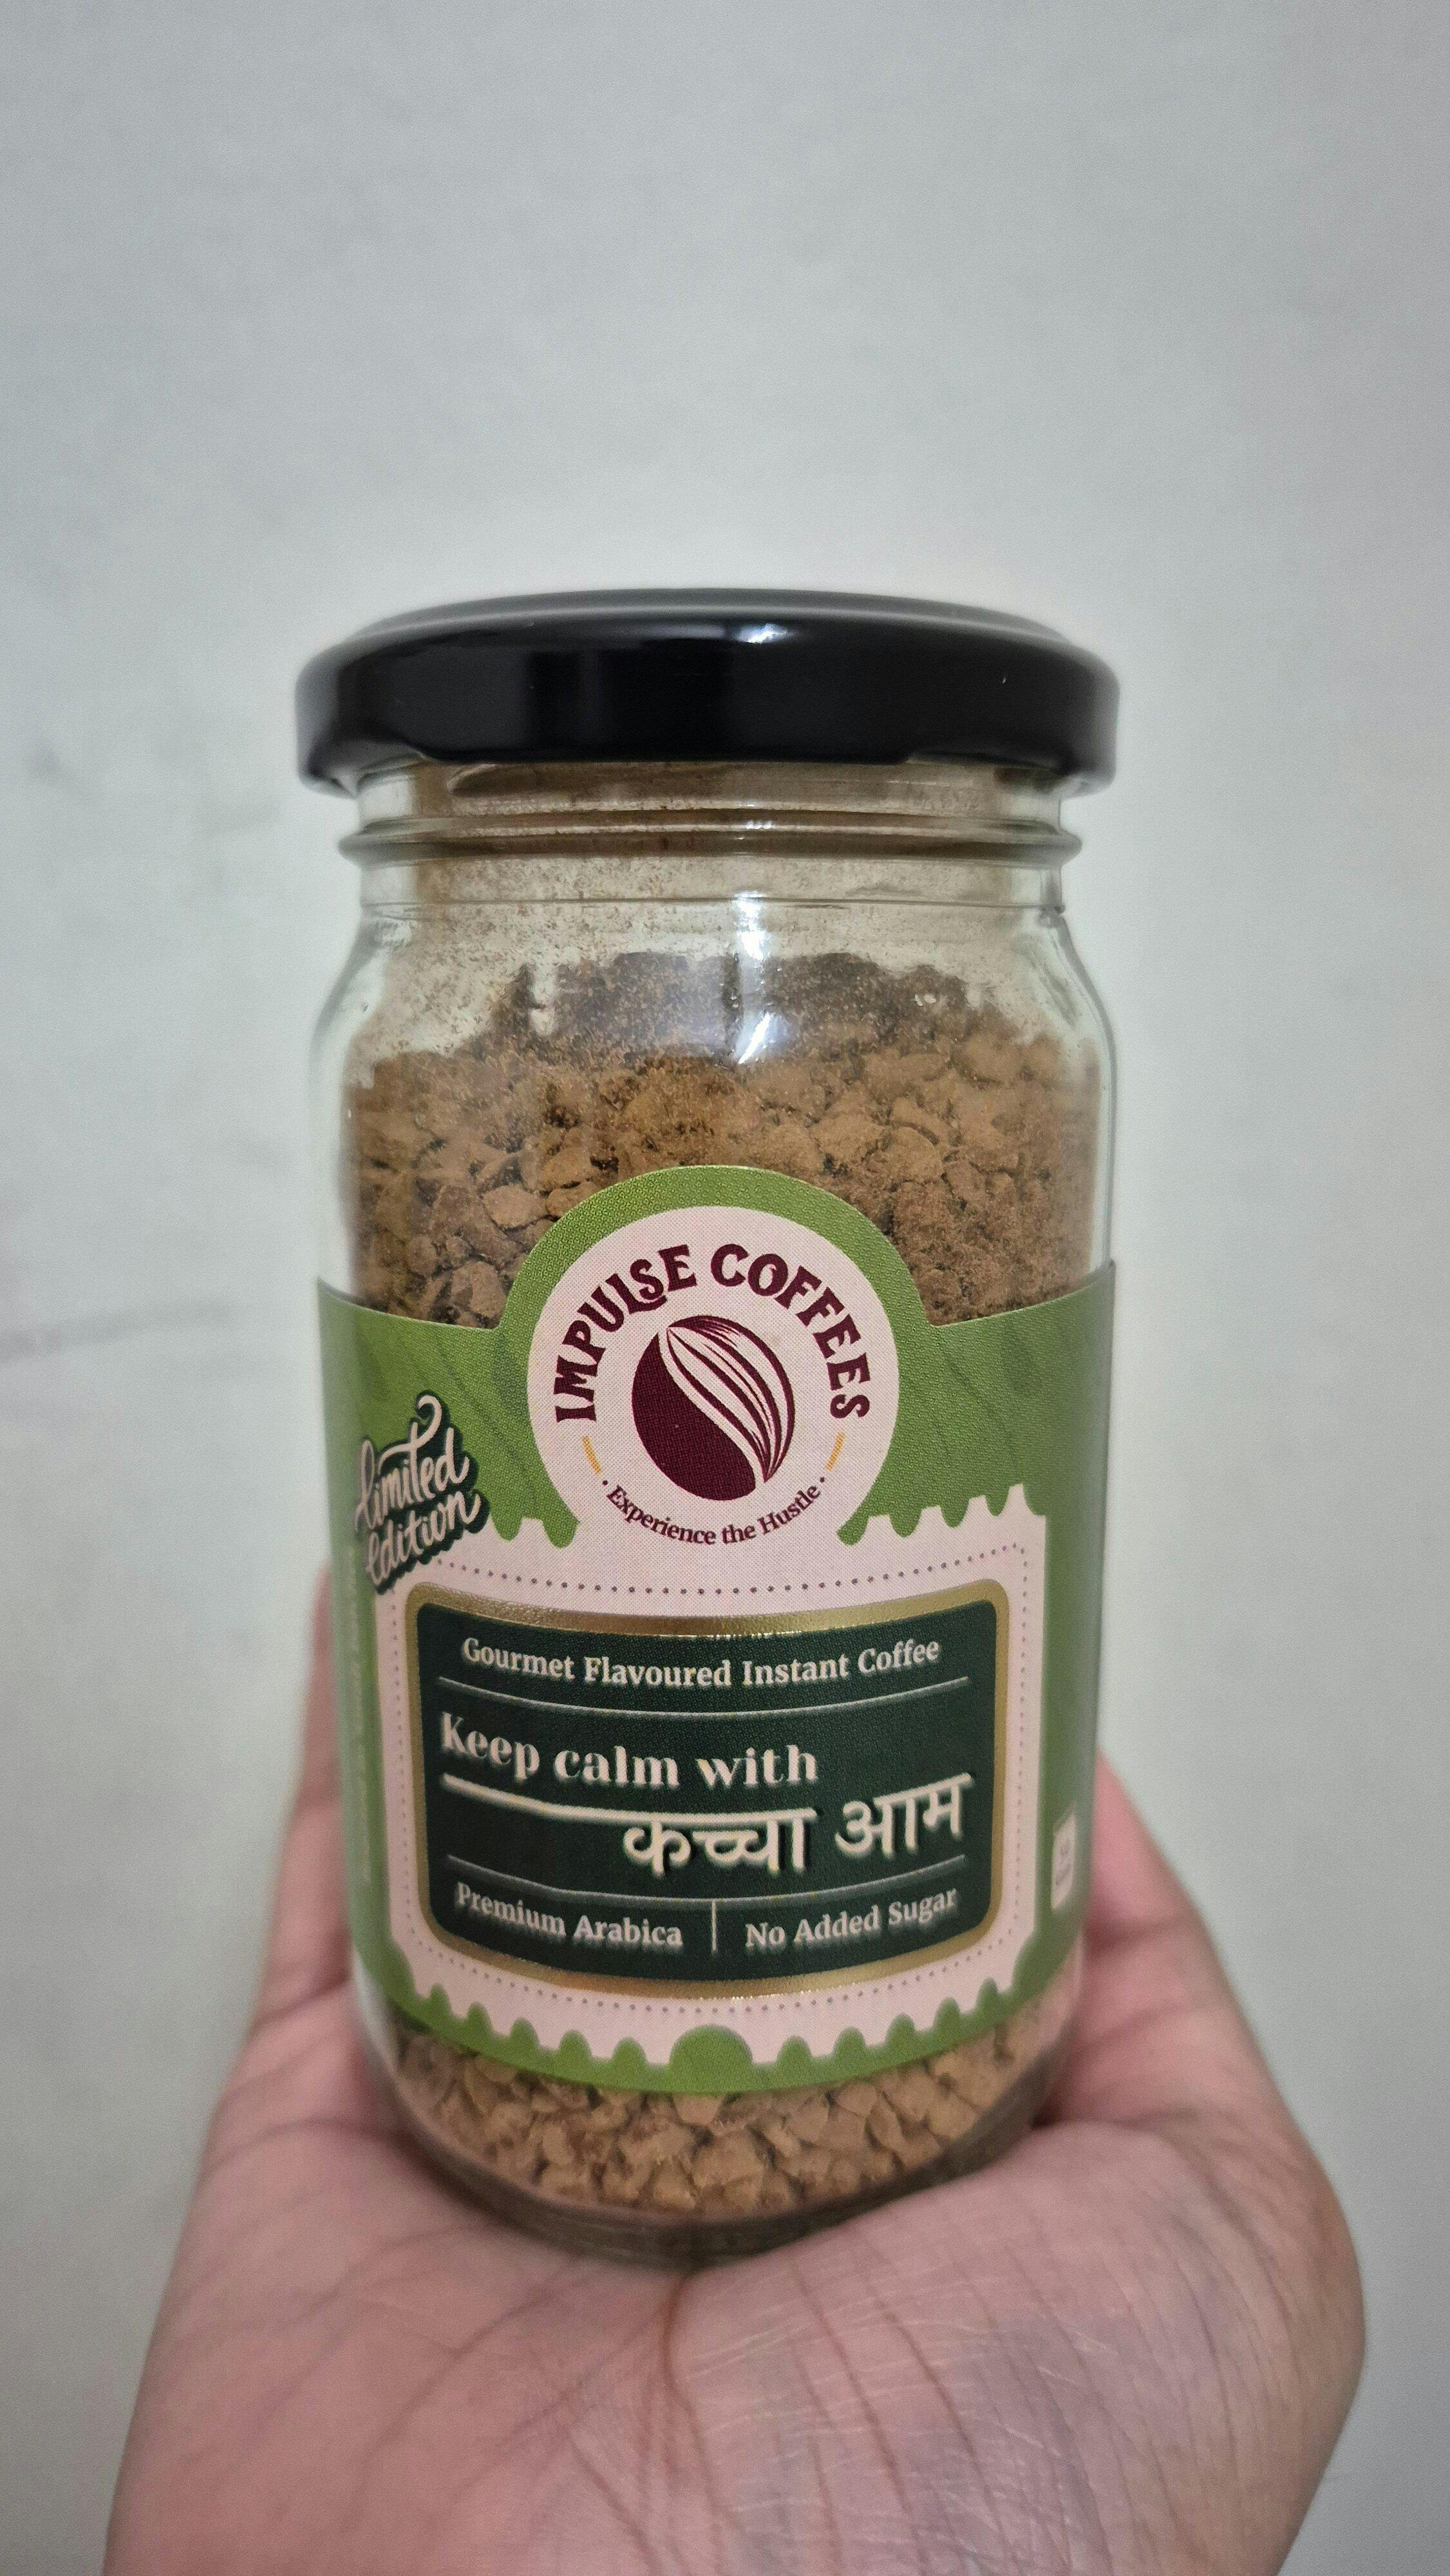 IMPULSE COFFEES
· Experience the Hustle ·
Limited
edition
Gourmet Flavoured Instant Coffee
Keep calm with
कच्चा आम
Premium Arabica | No Added Sugar